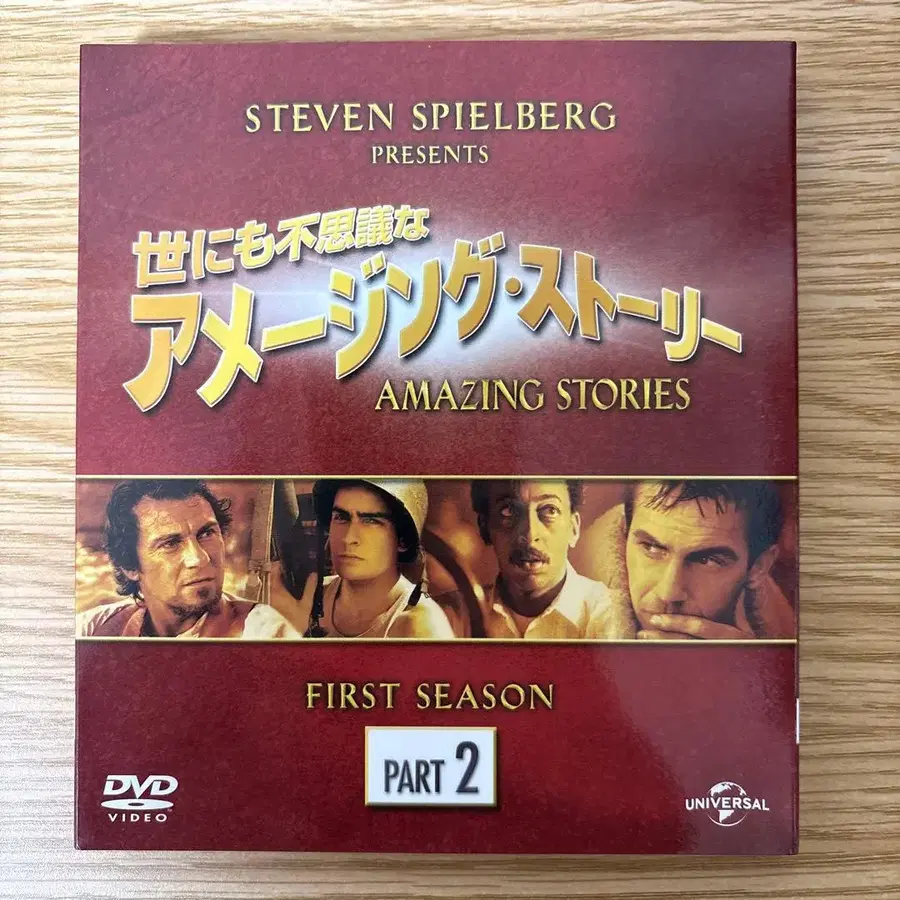 STEVEN SPIELBERG
PRESENTS
世にも不思議な
アメージング・ストーリー
AMAZING STORIES
FIRST SEASON
PART 2
DVD
VIDEO
UNIVERSAL